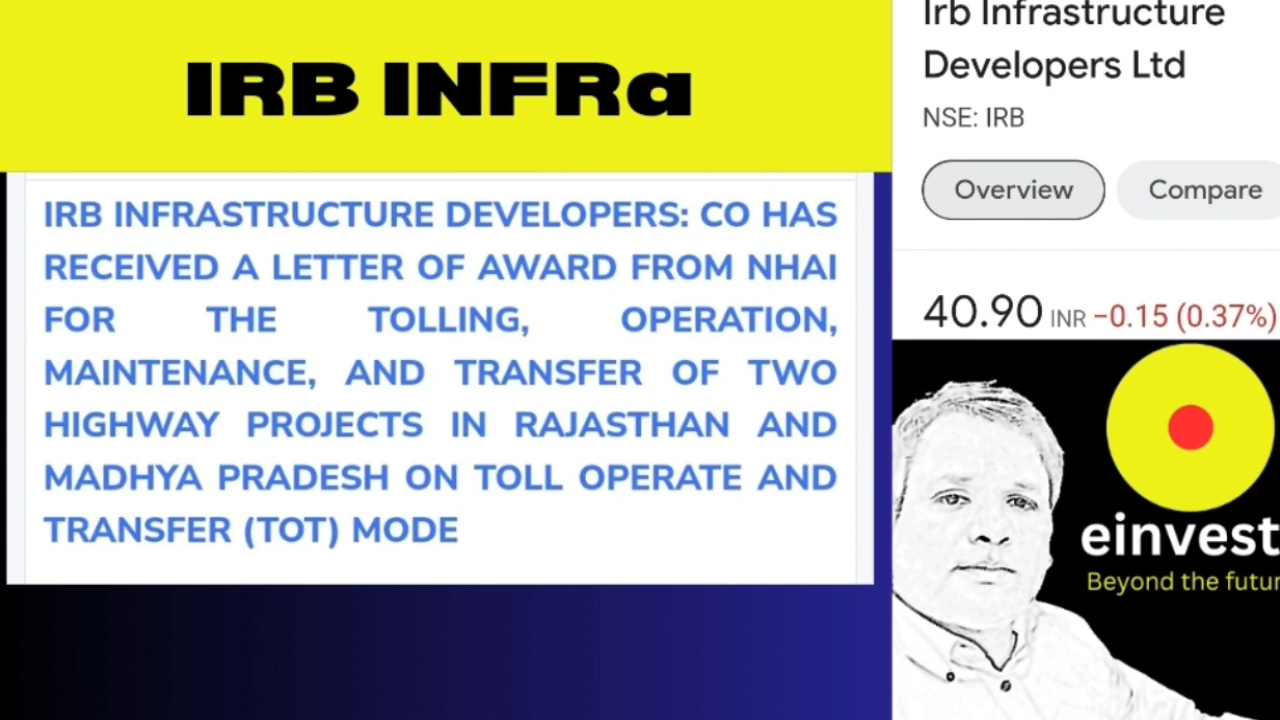 IRB INFRa
IRB INFRASTRUCTURE DEVELOPERS: CO HAS
RECEIVED A LETTER OF AWARD FROM NHAI
FOR THE TOLLING, OPERATION,
MAINTENANCE, AND TRANSFER OF TWO
HIGHWAY PROJECTS IN RAJASTHAN AND
MADHYA PRADESH ON TOLL OPERATE AND
TRANSFER (TOT) MODE
Irb Infrastructure
Developers Ltd
NSE: IRB
Overview Compare
40.90 INR −0.15 (0.37%)
einvest
Beyond the futur